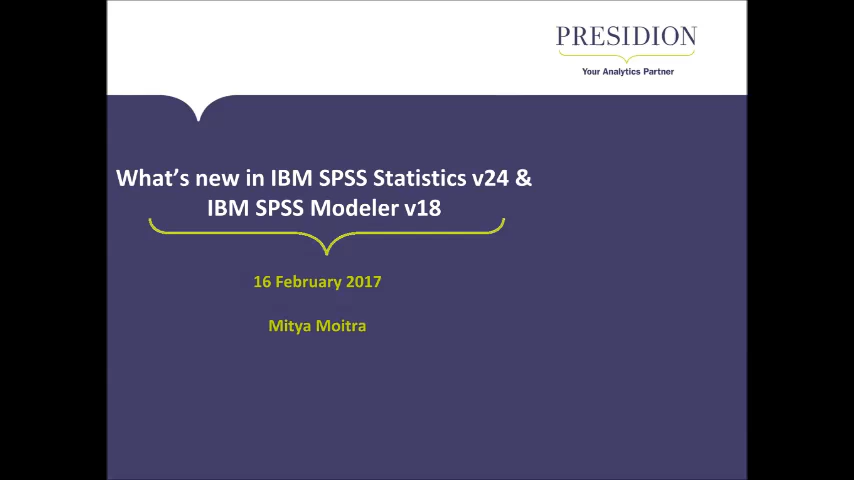 PRESIDION
Your Analytics Partner
What’s new in IBM SPSS Statistics v24 &
IBM SPSS Modeler v18
16 February 2017
Mitya Moitra